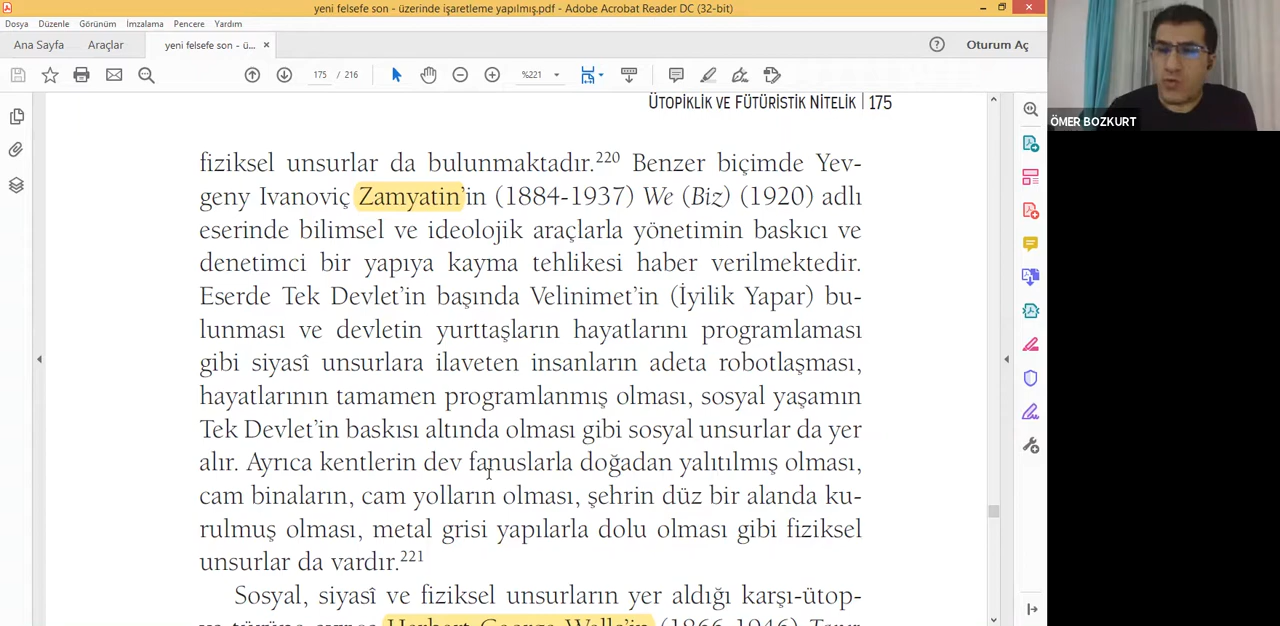 yeni felsefe son - üzerinde işaretleme yapılmış.pdf - Adobe Acrobat Reader DC (32-bit)
Dosya Düzenle Görünüm İmzalama Pencere Yardım
Ana Sayfa Araçlar yeni felsefe son - ü... × Oturum Aç
175 / 216 %221
ÖMER BOZKURT
ÜTOPİKLİK VE FÜTÜRİSTİK NİTELİK | 175
fiziksel unsurlar da bulunmaktadır.220 Benzer biçimde Yev-
geny Ivanoviç Zamyatin'in (1884-1937) We (Biz) (1920) adlı
eserinde bilimsel ve ideolojik araçlarla yönetimin baskıcı ve
denetimci bir yapıya kayma tehlikesi haber verilmektedir.
Eserde Tek Devlet'in başında Velinimet'in (İyilik Yapar) bu-
lunması ve devletin yurttaşların hayatlarını programlaması
gibi siyasî unsurlara ilaveten insanların adeta robotlaşması,
hayatlarının tamamen programlanmış olması, sosyal yaşamın
Tek Devlet'in baskısı altında olması gibi sosyal unsurlar da yer
alır. Ayrıca kentlerin dev fanuslarla doğadan yalıtılmış olması,
cam binaların, cam yolların olması, şehrin düz bir alanda ku-
rulmuş olması, metal grisi yapılarla dolu olması gibi fiziksel
unsurlar da vardır.221
Sosyal, siyasî ve fiziksel unsurların yer aldığı karşı-ütop-
Herbert George Wells'in (1866-1946)